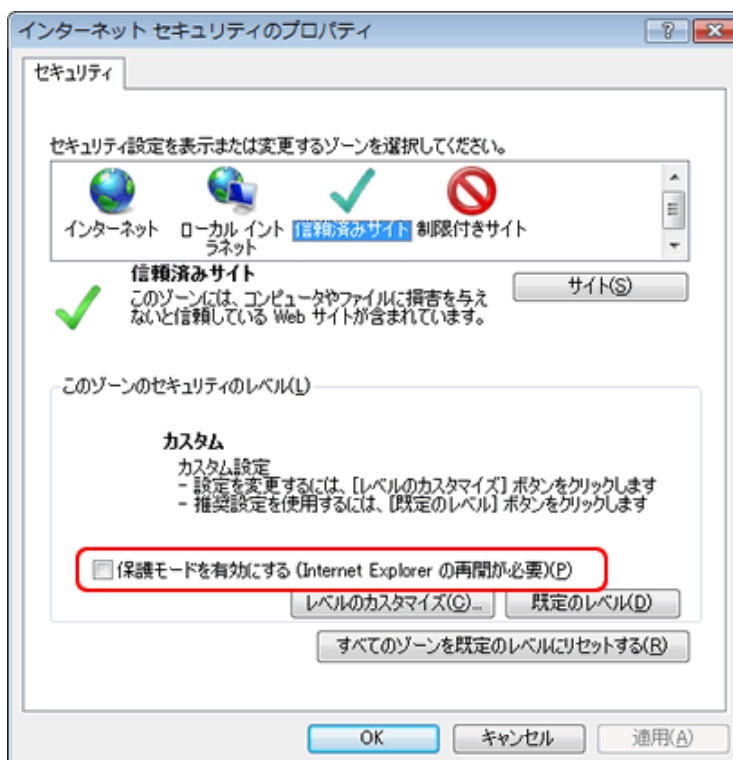 インターネット セキュリティのプロパティ
セキュリティ
セキュリティ設定を表示または変更するゾーンを選択してください。
インターネット
ローカル イント
ラネット
信頼済みサイト
制限付きサイト
信頼済みサイト
このゾーンには、コンピュータやファイルに損害を与え
ないと信頼している Web サイトが含まれています。
サイト(S)
このゾーンのセキュリティのレベル(L)
カスタム
カスタム設定
- 設定を変更するには、[レベルのカスタマイズ] ボタンをクリックします
- 推奨設定を使用するには、[既定のレベル] ボタンをクリックします
保護モードを有効にする (Internet Explorer の再開が必要)(P)
レベルのカスタマイズ(C)...
既定のレベル(D)
すべてのゾーンを既定のレベルにリセットする(R)
OK
キャンセル
適用(A)